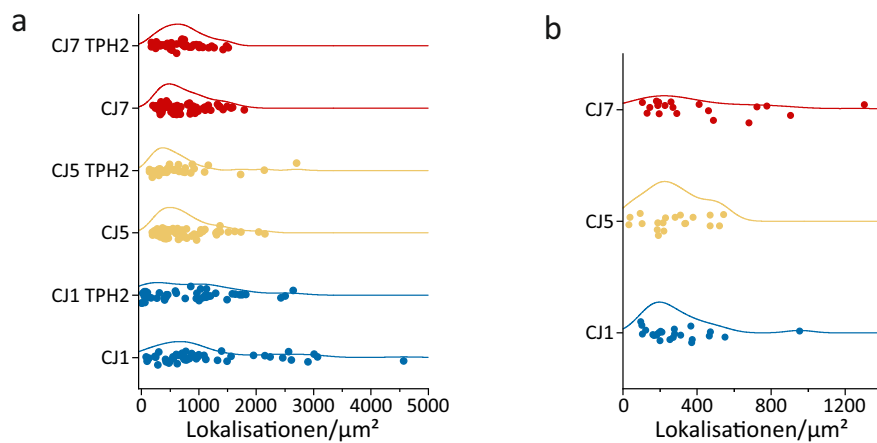 a
CJ7 TPH2
CJ7
CJ5 TPH2
CJ5
CJ1 TPH2
CJ1
0 1000 2000 3000 4000 5000
Lokalisationen/µm²
b
CJ7
CJ5
CJ1
0 400 800 1200
Lokalisationen/µm²